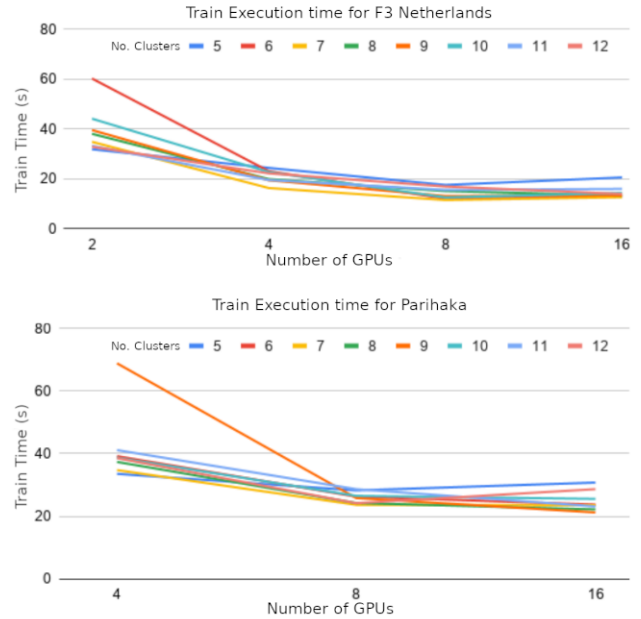 Train Execution time for F3 Netherlands
80
No. Clusters 5 6 7 8 9 10 11 12
60
40
20
0
Train Time (s)
2 4 8 16
Number of GPUs
Train Execution time for Parihaka
80
No. Clusters 5 6 7 8 9 10 11 12
60
40
20
0
Train Time (s)
4 8 16
Number of GPUs